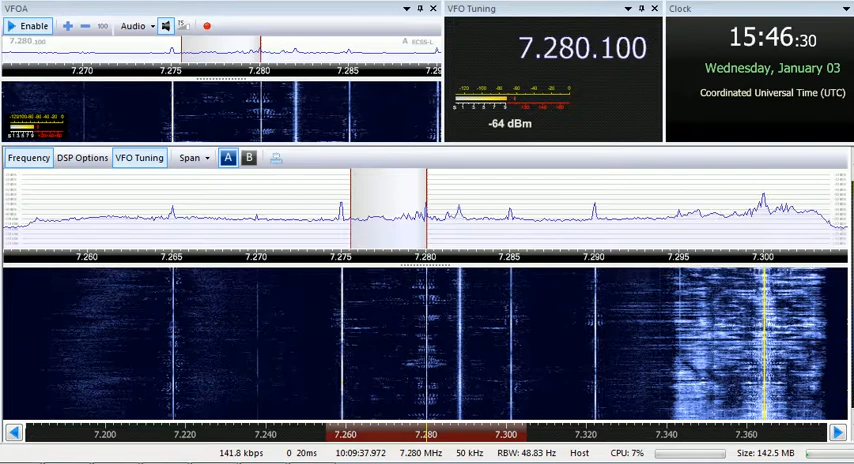 VFOA
VFO Tuning
Clock
Enable
100
Audio
75
7.280.100
A ECSS-L
7.270 7.275 7.280 7.285 7.29
7.280.100
-64 dBm
15:46:30
Wednesday, January 03
Coordinated Universal Time (UTC)
Frequency DSP Options VFO Tuning Span A B
7.260 7.265 7.270 7.275 7.280 7.285 7.290 7.295 7.300
7.200 7.220 7.240 7.260 7.280 7.300 7.320 7.340 7.360
141.8 kbps 0 20ms 10:09:37.972 7.280 MHz 50 kHz RBW: 48.83 Hz Host CPU: 7% Size: 142.5 MB